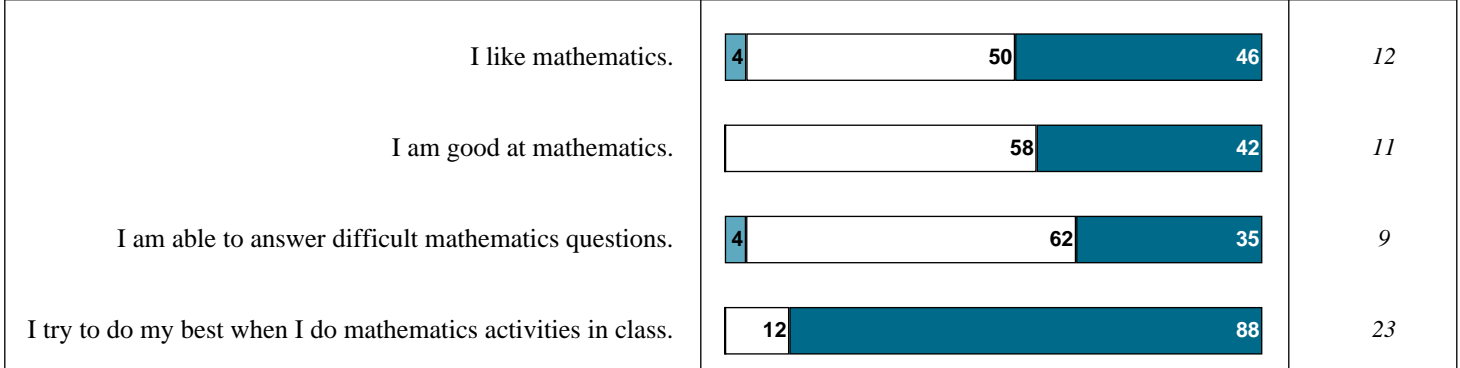 I like mathematics. 4 50 46 12
I am good at mathematics. 58 42 11
I am able to answer difficult mathematics questions. 4 62 35 9
I try to do my best when I do mathematics activities in class. 12 88 23